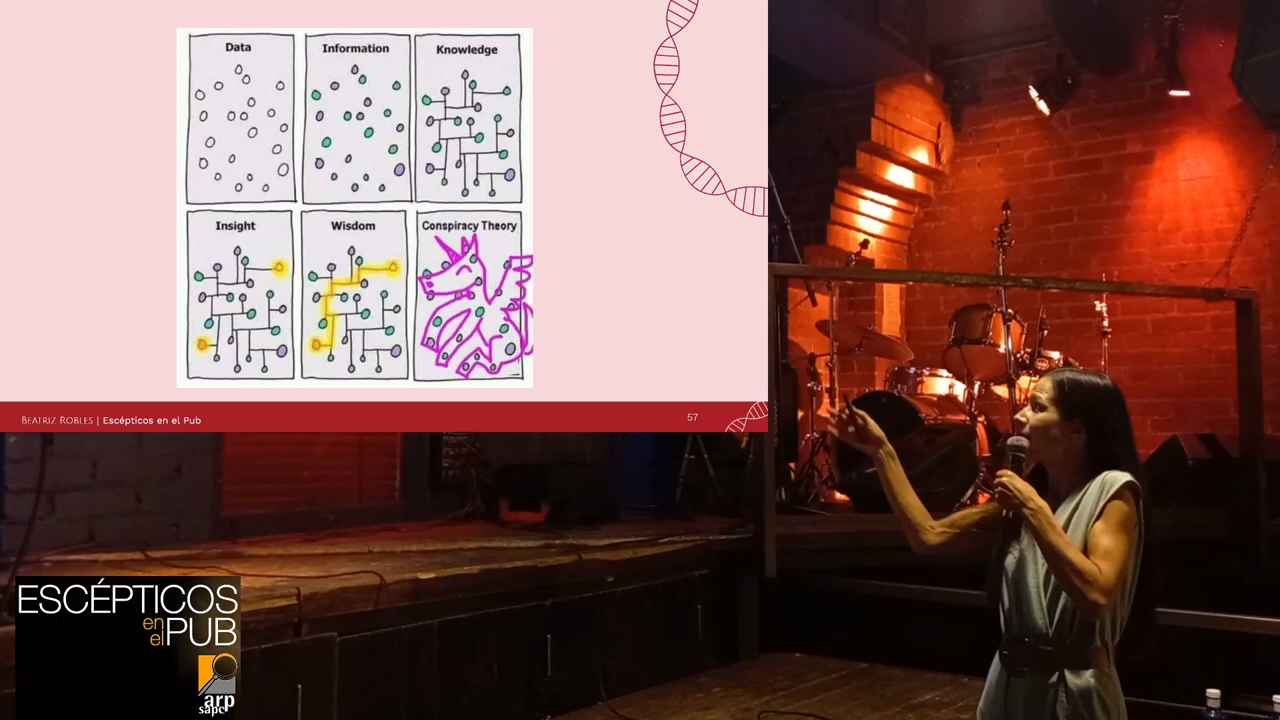 Data
Information
Knowledge
Insight
Wisdom
Conspiracy Theory
BEATRIZ ROBLES | Escépticos en el Pub
57
ESCÉPTICOS
en
el PUB
arp
sapc